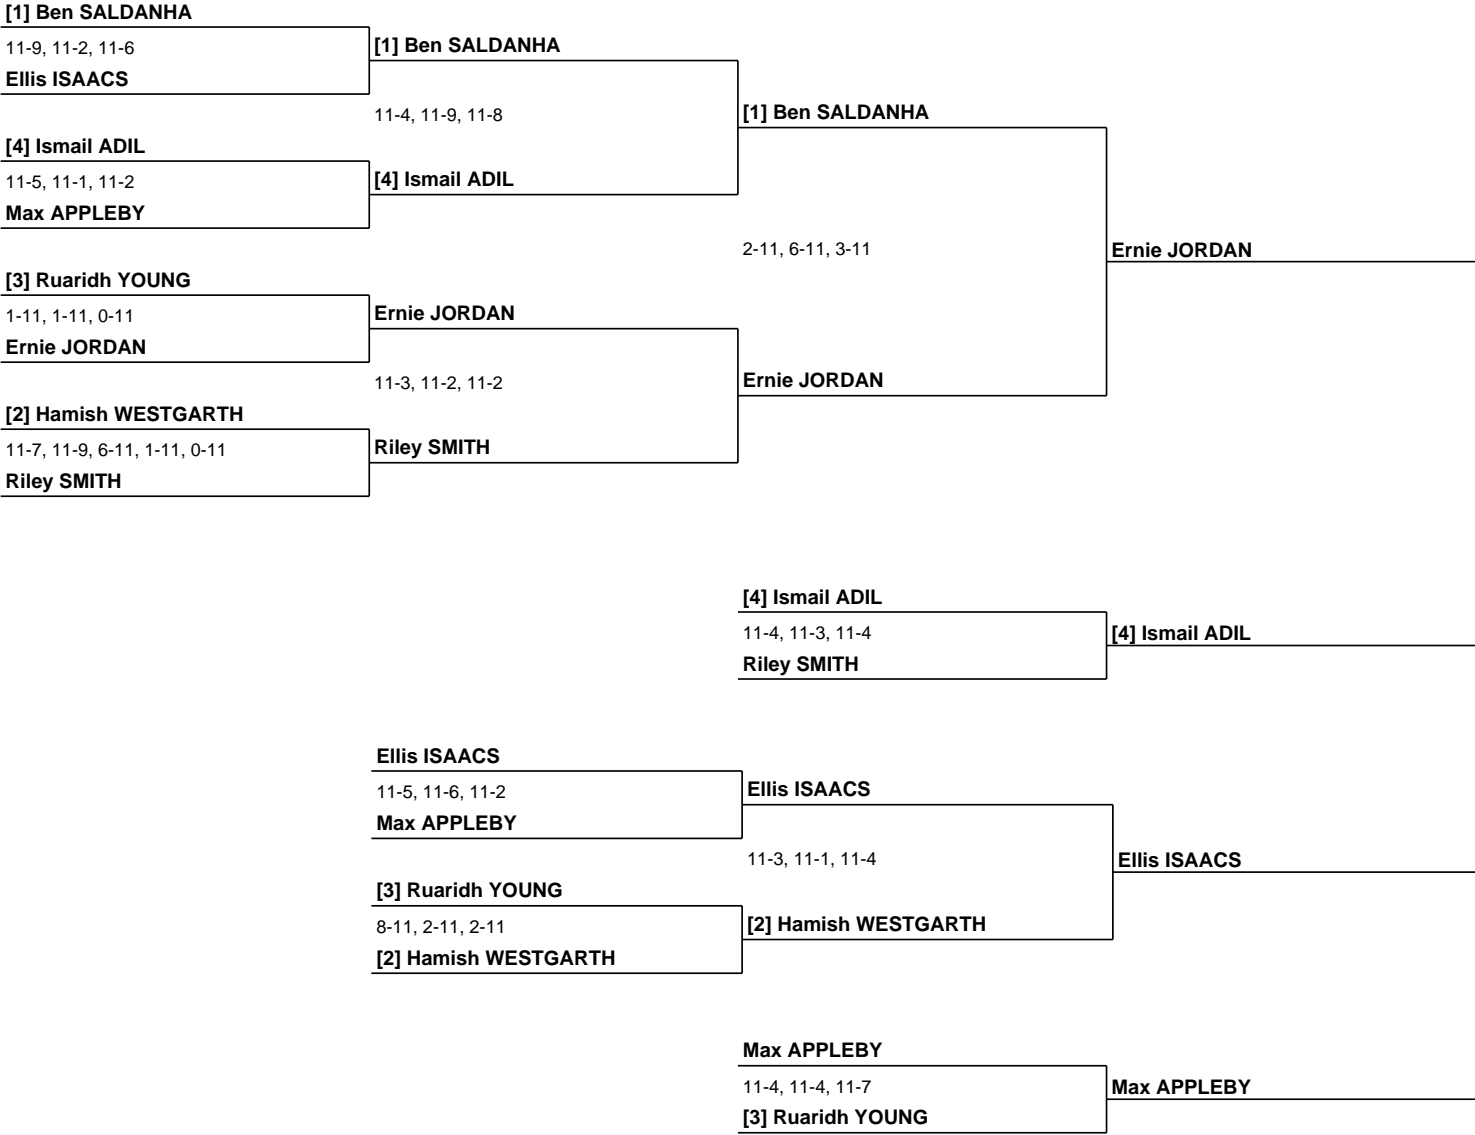 [1] Ben SALDANHA
11-9, 11-2, 11-6
[1] Ben SALDANHA
Ellis ISAACS
11-4, 11-9, 11-8
[1] Ben SALDANHA
[4] Ismail ADIL
11-5, 11-1, 11-2
[4] Ismail ADIL
Max APPLEBY
2-11, 6-11, 3-11
Ernie JORDAN
[3] Ruaridh YOUNG
1-11, 1-11, 0-11
Ernie JORDAN
Ernie JORDAN
11-3, 11-2, 11-2
Ernie JORDAN
[2] Hamish WESTGARTH
11-7, 11-9, 6-11, 1-11, 0-11
Riley SMITH
Riley SMITH
[4] Ismail ADIL
11-4, 11-3, 11-4
[4] Ismail ADIL
Riley SMITH
Ellis ISAACS
11-5, 11-6, 11-2
Ellis ISAACS
Max APPLEBY
11-3, 11-1, 11-4
Ellis ISAACS
[3] Ruaridh YOUNG
8-11, 2-11, 2-11
[2] Hamish WESTGARTH
[2] Hamish WESTGARTH
Max APPLEBY
11-4, 11-4, 11-7
Max APPLEBY
[3] Ruaridh YOUNG